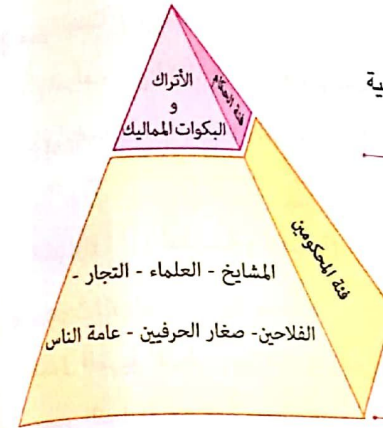 الأتراك
و
البكوات المماليك
فئة الحكام
المشايخ - العلماء - التجار -
الفلاحين- صغار الحرفيين - عامة الناس
فئة المحكومين